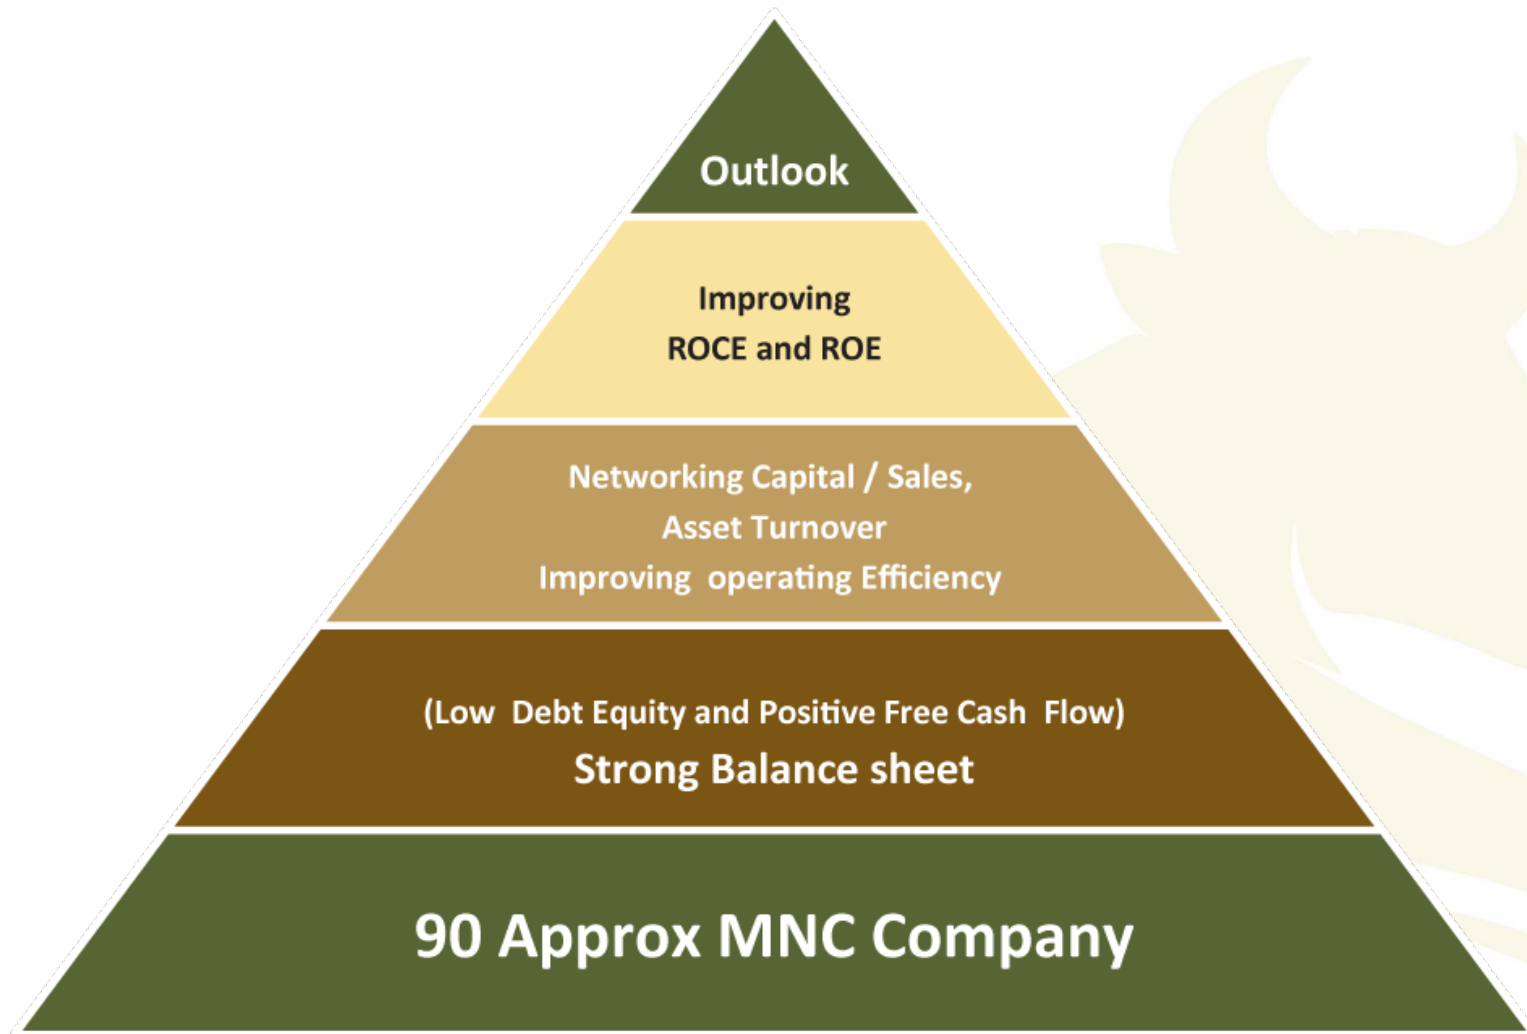 Outlook
Improving
ROCE and ROE
Networking Capital / Sales,
Asset Turnover
Improving operating Efficiency
(Low Debt Equity and Positive Free Cash Flow)
Strong Balance sheet
90 Approx MNC Company